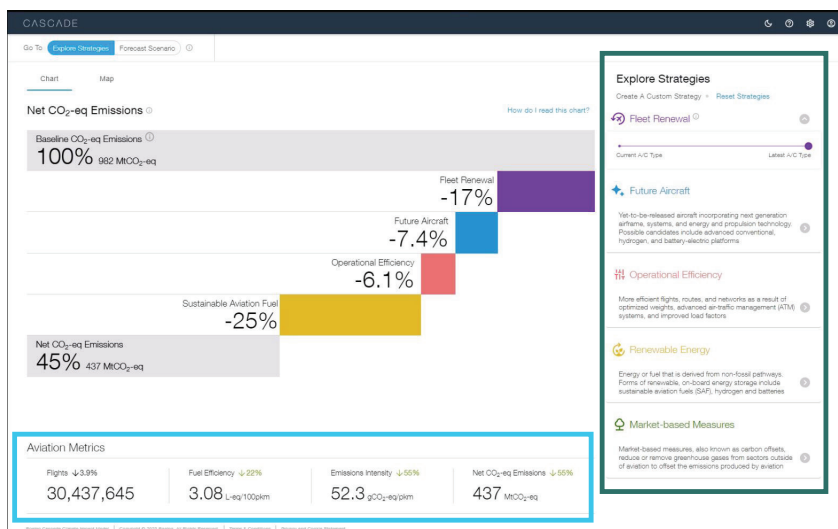 CASCADE
Go To Explore Strategies Forecast Scenario
Chart Map
Net CO₂-eq Emissions
How do I read this chart?
Baseline CO₂-eq Emissions
100% 982 MtCO₂-eq
Fleet Renewal
-17%
Future Aircraft
-7.4%
Operational Efficiency
-6.1%
Sustainable Aviation Fuel
-25%
Net CO₂-eq Emissions
45% 437 MtCO₂-eq
Aviation Metrics
Flights ↓3.9%
30,437,645
Fuel Efficiency ↓22%
3.08 L-eq/100pkm
Emissions Intensity ↓55%
52.3 gCO₂-eq/pkm
Net CO₂-eq Emissions ↓55%
437 MtCO₂-eq
Explore Strategies
Create A Custom Strategy Reset Strategies
Fleet Renewal
Current A/C Type Latest A/C Type
Future Aircraft
Yet-to-be-released aircraft incorporating next generation
airframe, systems, and energy and propulsion technology.
Possible candidates include advanced conventional,
hydrogen, and battery-electric platforms
Operational Efficiency
More efficient flights, routes, and networks as a result of
optimized weights, advanced air-traffic management (ATM)
systems, and improved load factors
Renewable Energy
Energy or fuel that is derived from non-fossil pathways.
Forms of renewable, on-board energy storage include
sustainable aviation fuels (SAF), hydrogen and batteries
Market-based Measures
Market-based measures, also known as carbon offsets,
reduce or remove greenhouse gases from sectors outside
of aviation to offset the emissions produced by aviation